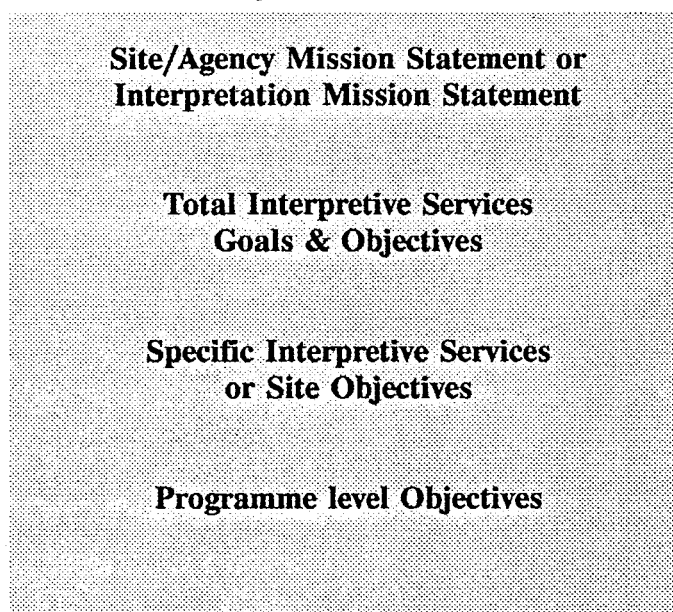 Site/Agency Mission Statement or
Interpretation Mission Statement
Total Interpretive Services
Goals & Objectives
Specific Interpretive Services
or Site Objectives
Programme level Objectives